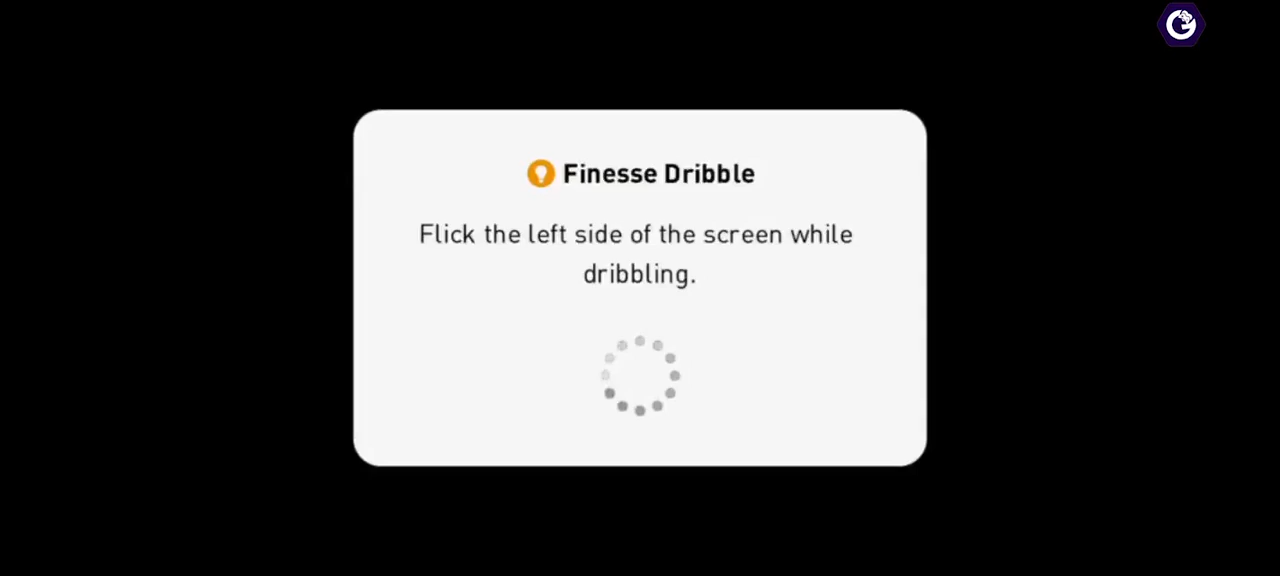 Finesse Dribble
Flick the left side of the screen while
dribbling.